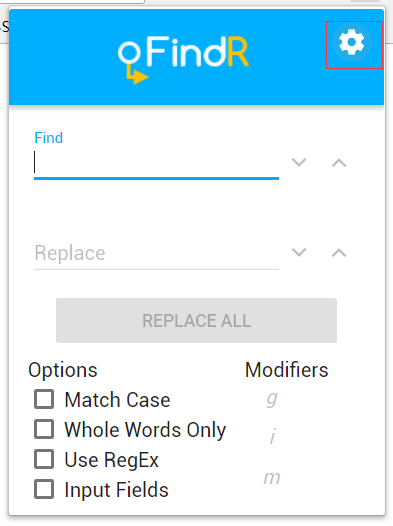 FindR
Find
Replace
REPLACE ALL
Options Modifiers
Match Case g
Whole Words Only i
Use RegEx m
Input Fields